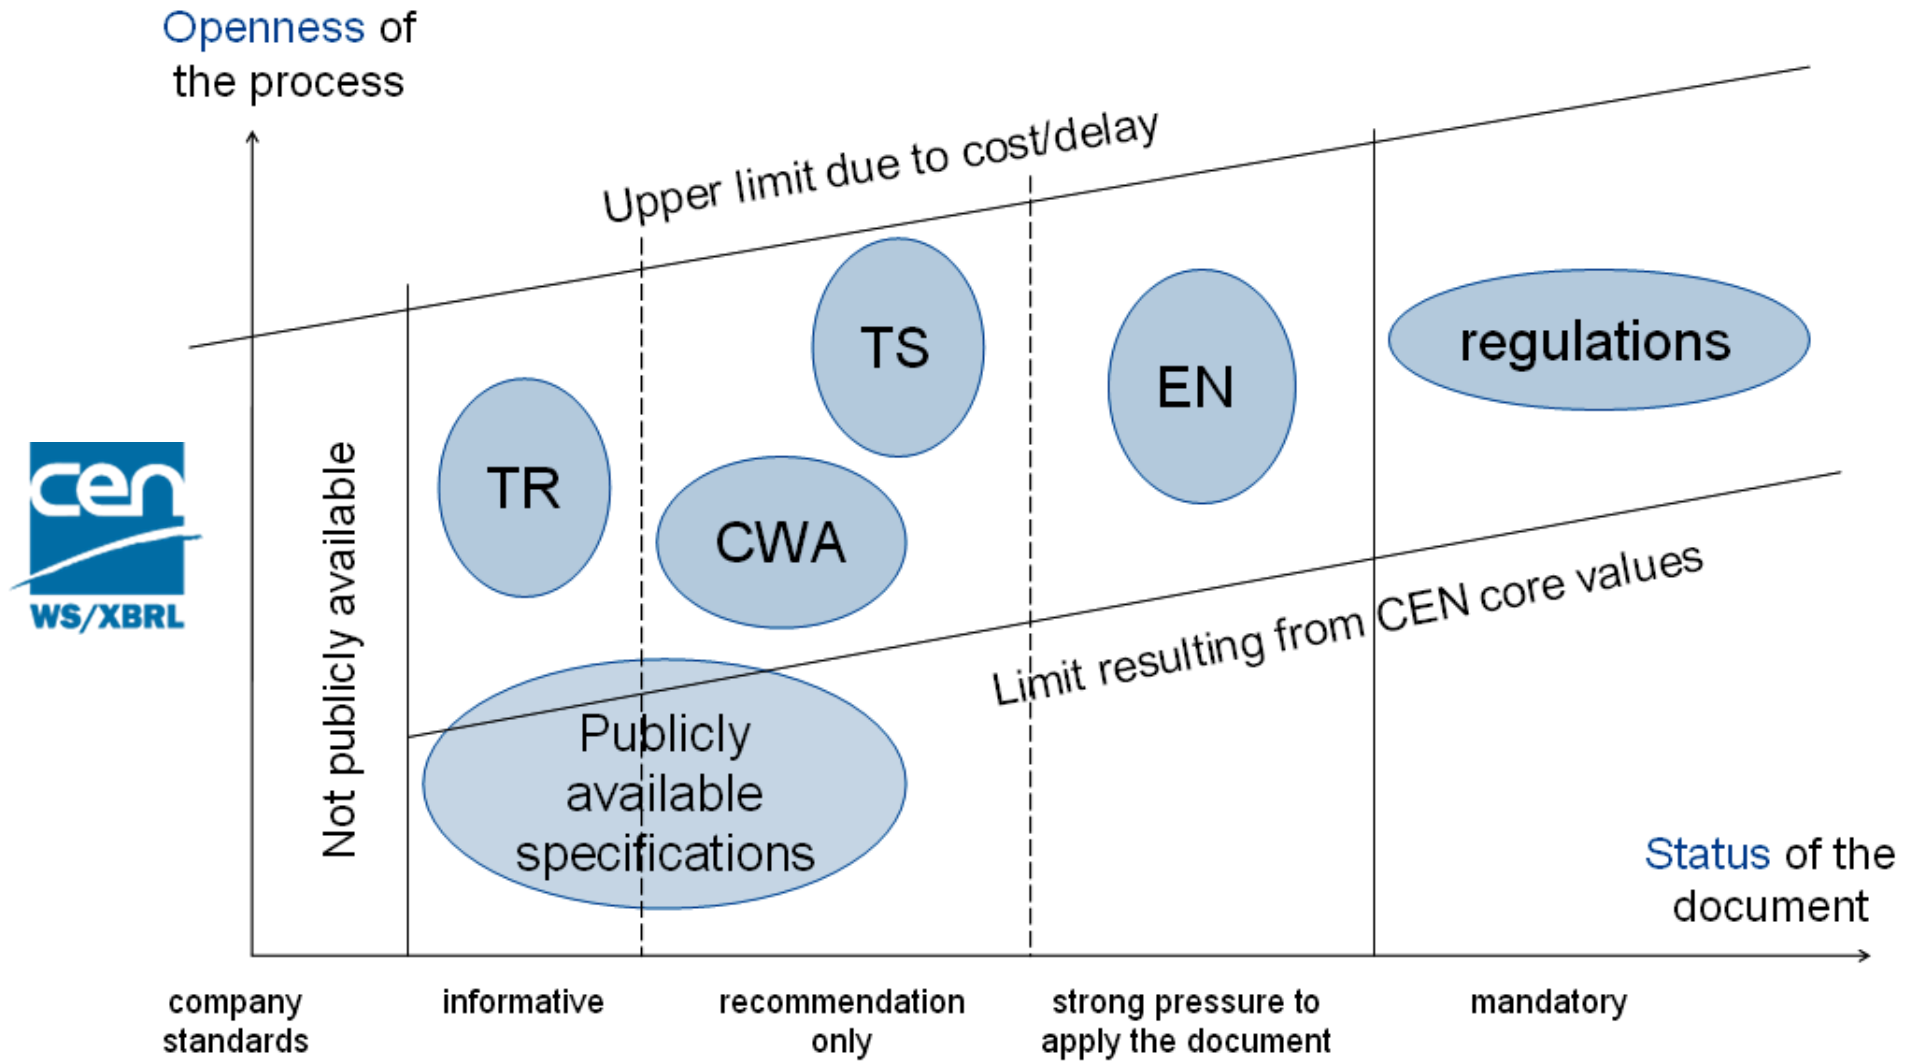 Openness of
the process
Upper limit due to cost/delay
TS
EN
regulations
TR
CWA
cen
WS/XBRL
Not publicly available
Limit resulting from CEN core values
Publicly
available
specifications
Status of the
document
company
standards
informative
recommendation
only
strong pressure to
apply the document
mandatory